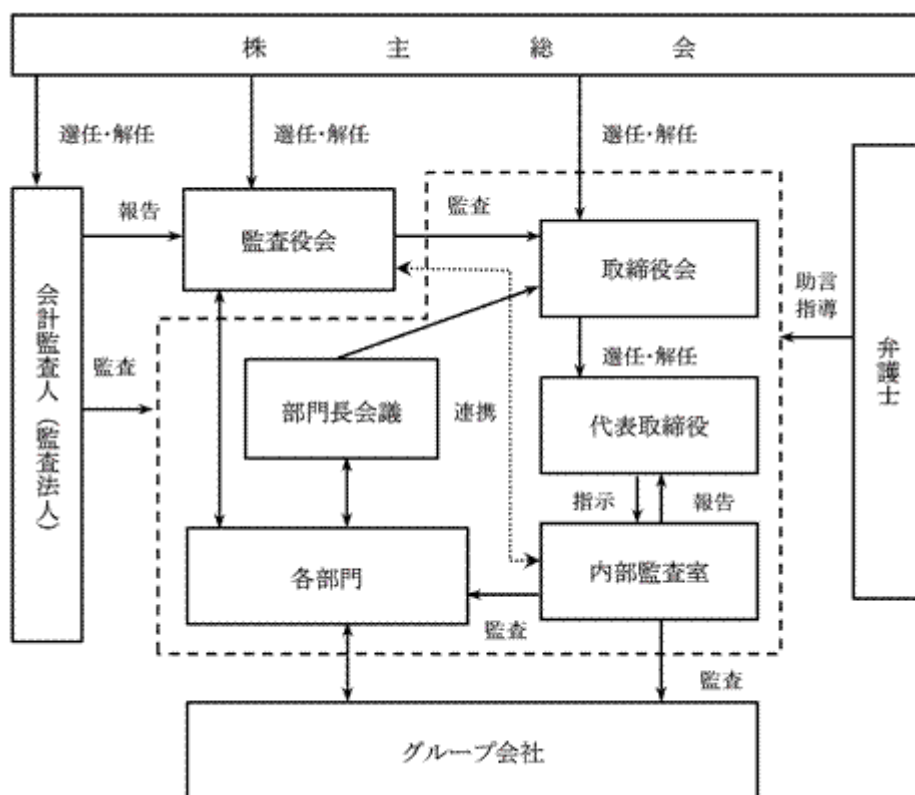 株主総会
選任・解任
選任・解任
選任・解任
報告
監査役会
監査
取締役会
助言
指導
会計監査人（監査法人）
監査
選任・解任
弁護士
部門長会議
連携
代表取締役
指示
報告
各部門
内部監査室
監査
監査
グループ会社